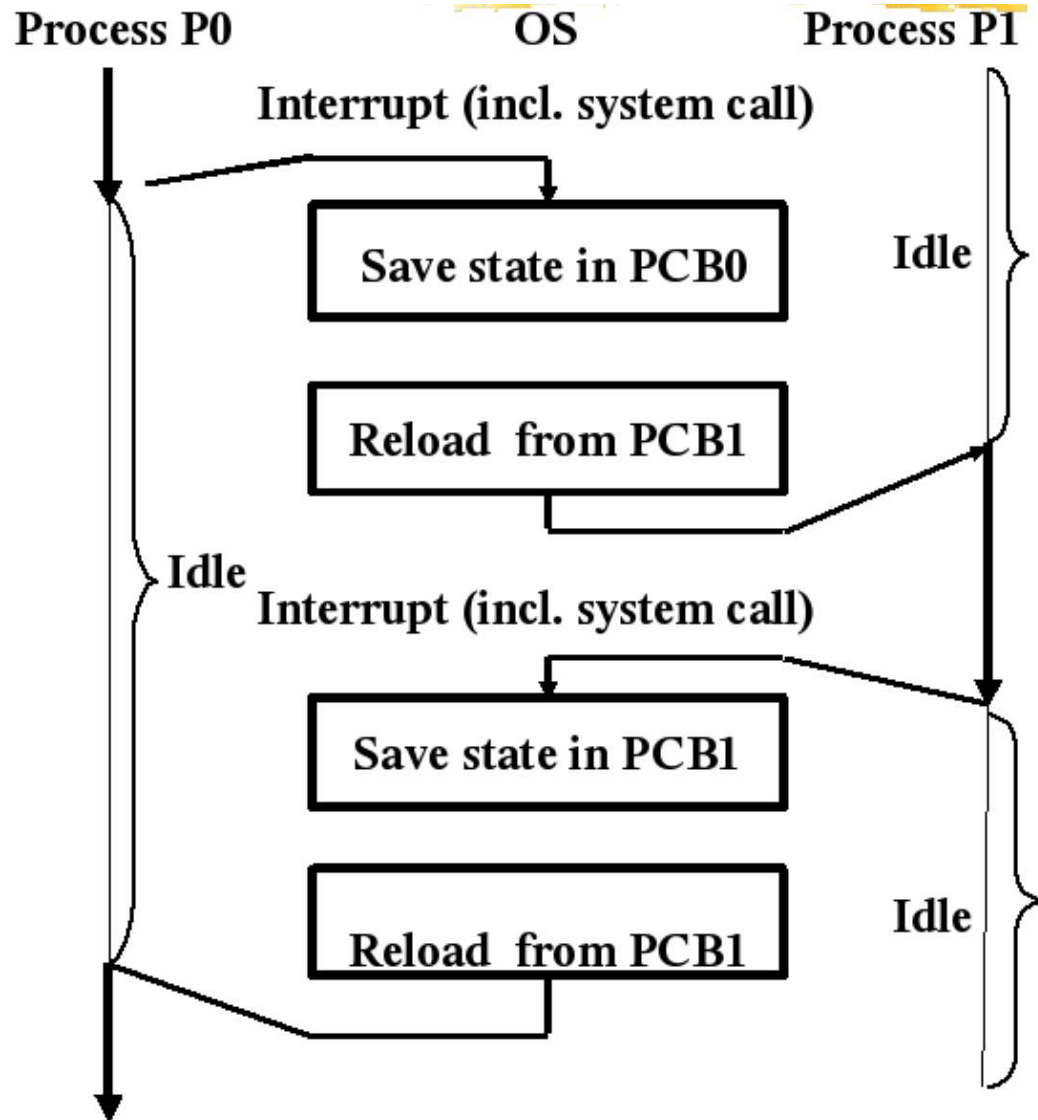 Process P0
OS
Process P1
Interrupt (incl. system call)
Save state in PCB0
Idle
Reload from PCB1
Idle
Interrupt (incl. system call)
Save state in PCB1
Idle
Reload from PCB1